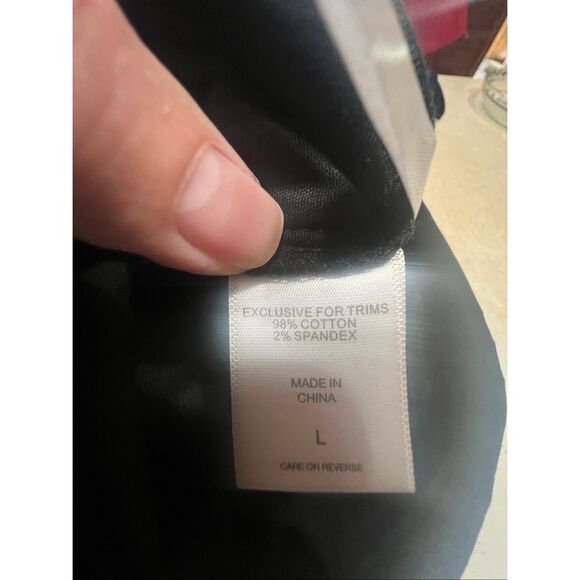 EXCLUSIVE FOR TRIMS
98% COTTON
2% SPANDEX
MADE IN
CHINA
L
CARE ON REVERSE